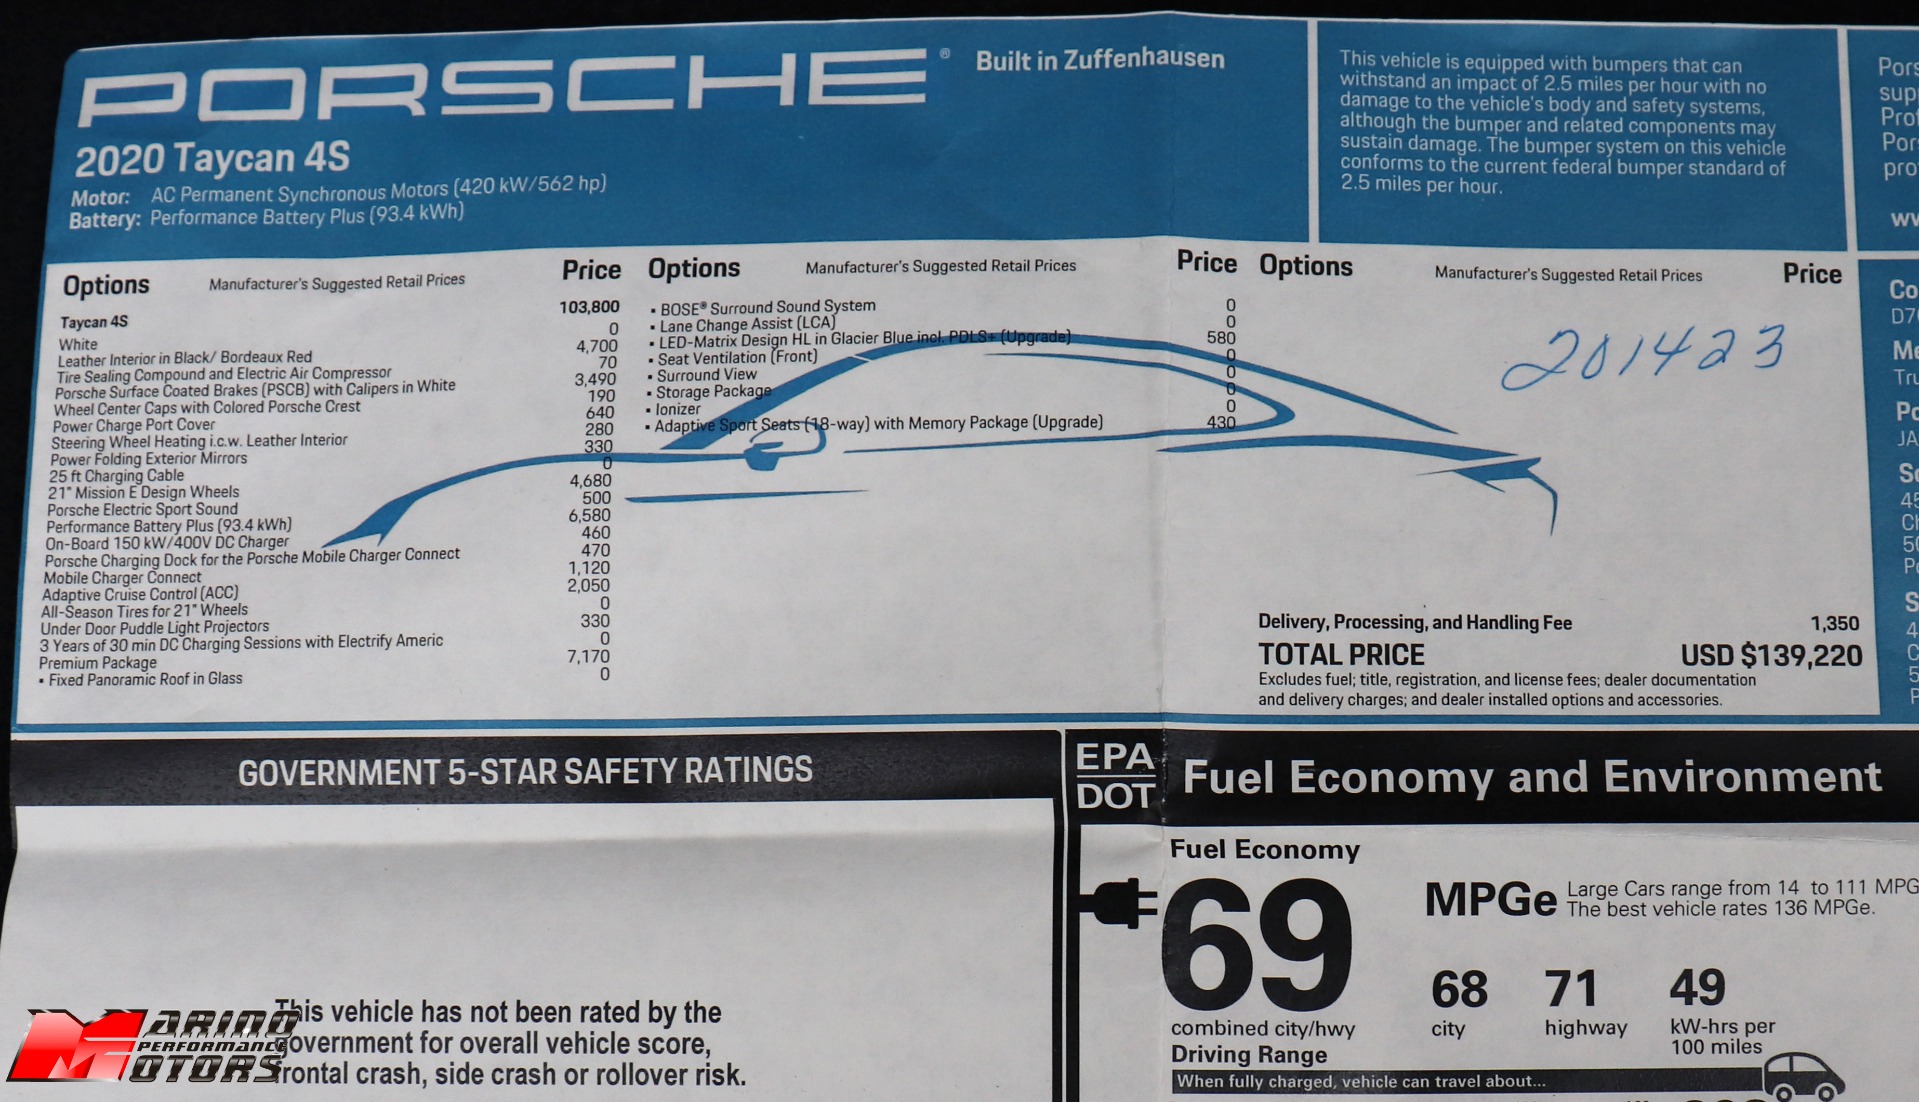 PORSCHE® Built in Zuffenhausen
2020 Taycan 4S
Motor: AC Permanent Synchronous Motors (420 kW/562 hp)
Battery: Performance Battery Plus (93.4 kWh)
This vehicle is equipped with bumpers that can
withstand an impact of 2.5 miles per hour with no
damage to the vehicle's body and safety systems,
although the bumper and related components may
sustain damage. The bumper system on this vehicle
conforms to the current federal bumper standard of
2.5 miles per hour.
Options Manufacturer's Suggested Retail Prices Price
Taycan 4S 103,800
White 0
Leather Interior in Black/ Bordeaux Red 4,700
Tire Sealing Compound and Electric Air Compressor 70
Porsche Surface Coated Brakes (PSCB) with Calipers in White 3,490
Wheel Center Caps with Colored Porsche Crest 190
Power Charge Port Cover 640
Steering Wheel Heating i.c.w. Leather Interior 280
Power Folding Exterior Mirrors 330
25 ft Charging Cable 0
21" Mission E Design Wheels 4,680
Porsche Electric Sport Sound 500
Performance Battery Plus (93.4 kWh) 6,580
On-Board 150 kW/400V DC Charger 460
Porsche Charging Dock for the Porsche Mobile Charger Connect 470
Mobile Charger Connect 1,120
Adaptive Cruise Control (ACC) 2,050
All-Season Tires for 21" Wheels 0
Under Door Puddle Light Projectors 330
3 Years of 30 min DC Charging Sessions with Electrify Americ 0
Premium Package 7,170
• Fixed Panoramic Roof in Glass 0
Options Manufacturer's Suggested Retail Prices Price
• BOSE® Surround Sound System 0
• Lane Change Assist (LCA) 0
• LED-Matrix Design HL in Glacier Blue incl. PDLS+ (Upgrade) 580
• Seat Ventilation (Front) 0
• Surround View 0
• Storage Package 0
• Ionizer 0
• Adaptive Sport Seats (18-way) with Memory Package (Upgrade) 430
Options Manufacturer's Suggested Retail Prices Price
201423
Delivery, Processing, and Handling Fee 1,350
TOTAL PRICE USD $139,220
Excludes fuel; title, registration, and license fees; dealer documentation
and delivery charges; and dealer installed options and accessories.
GOVERNMENT 5-STAR SAFETY RATINGS
This vehicle has not been rated by the
government for overall vehicle score,
frontal crash, side crash or rollover risk.
MARINO
PERFORMANCE
MOTORS
EPA
DOT
Fuel Economy and Environment
Fuel Economy
69 MPGe
Large Cars range from 14 to 111 MPG
The best vehicle rates 136 MPGe.
combined city/hwy
68 city
71 highway
49 kW-hrs per
100 miles
Driving Range
When fully charged, vehicle can travel about...